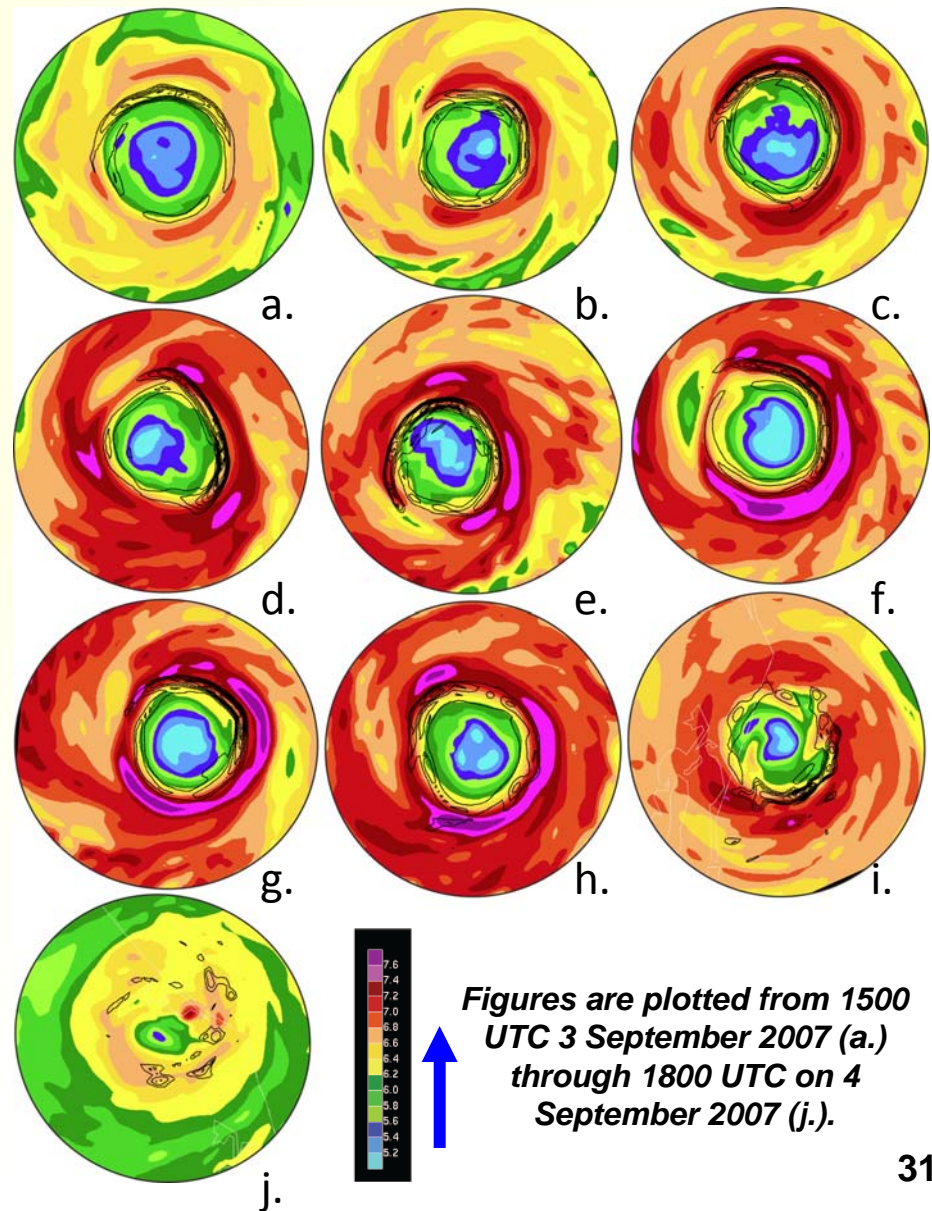 a.
b.
c.
d.
e.
f.
g.
h.
i.
j.
7.6
7.4
7.2
7.0
6.8
6.6
6.4
6.2
6.0
5.8
5.6
5.4
5.2
Figures are plotted from 1500
UTC 3 September 2007 (a.)
through 1800 UTC on 4
September 2007 (j.).
31